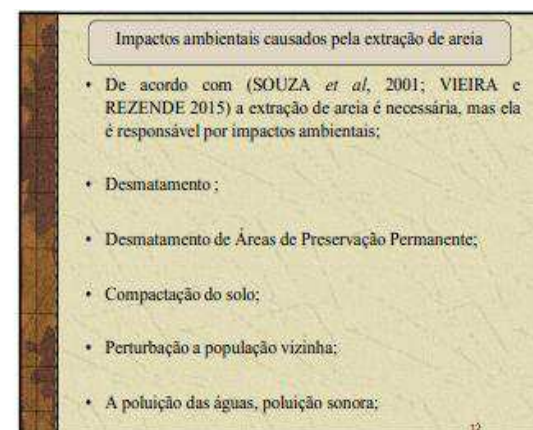 Impactos ambientais causados pela extração de areia
• De acordo com (SOUZA et al, 2001; VIEIRA e
REZENDE 2015) a extração de areia é necessária, mas ela
é responsável por impactos ambientais;
• Desmatamento ;
• Desmatamento de Áreas de Preservação Permanente;
• Compactação do solo;
• Perturbação a população vizinha;
• A poluição das águas, poluição sonora;